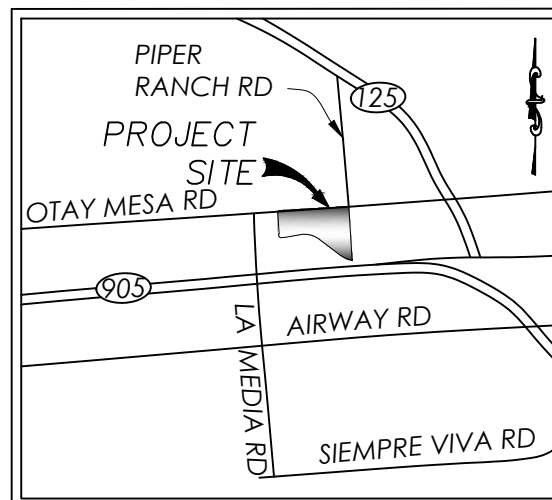 PIPER
RANCH RD
125
PROJECT
SITE
OTAY MESA RD
905
AIRWAY RD
LA MEDIA RD
SIEMPRE VIVA RD